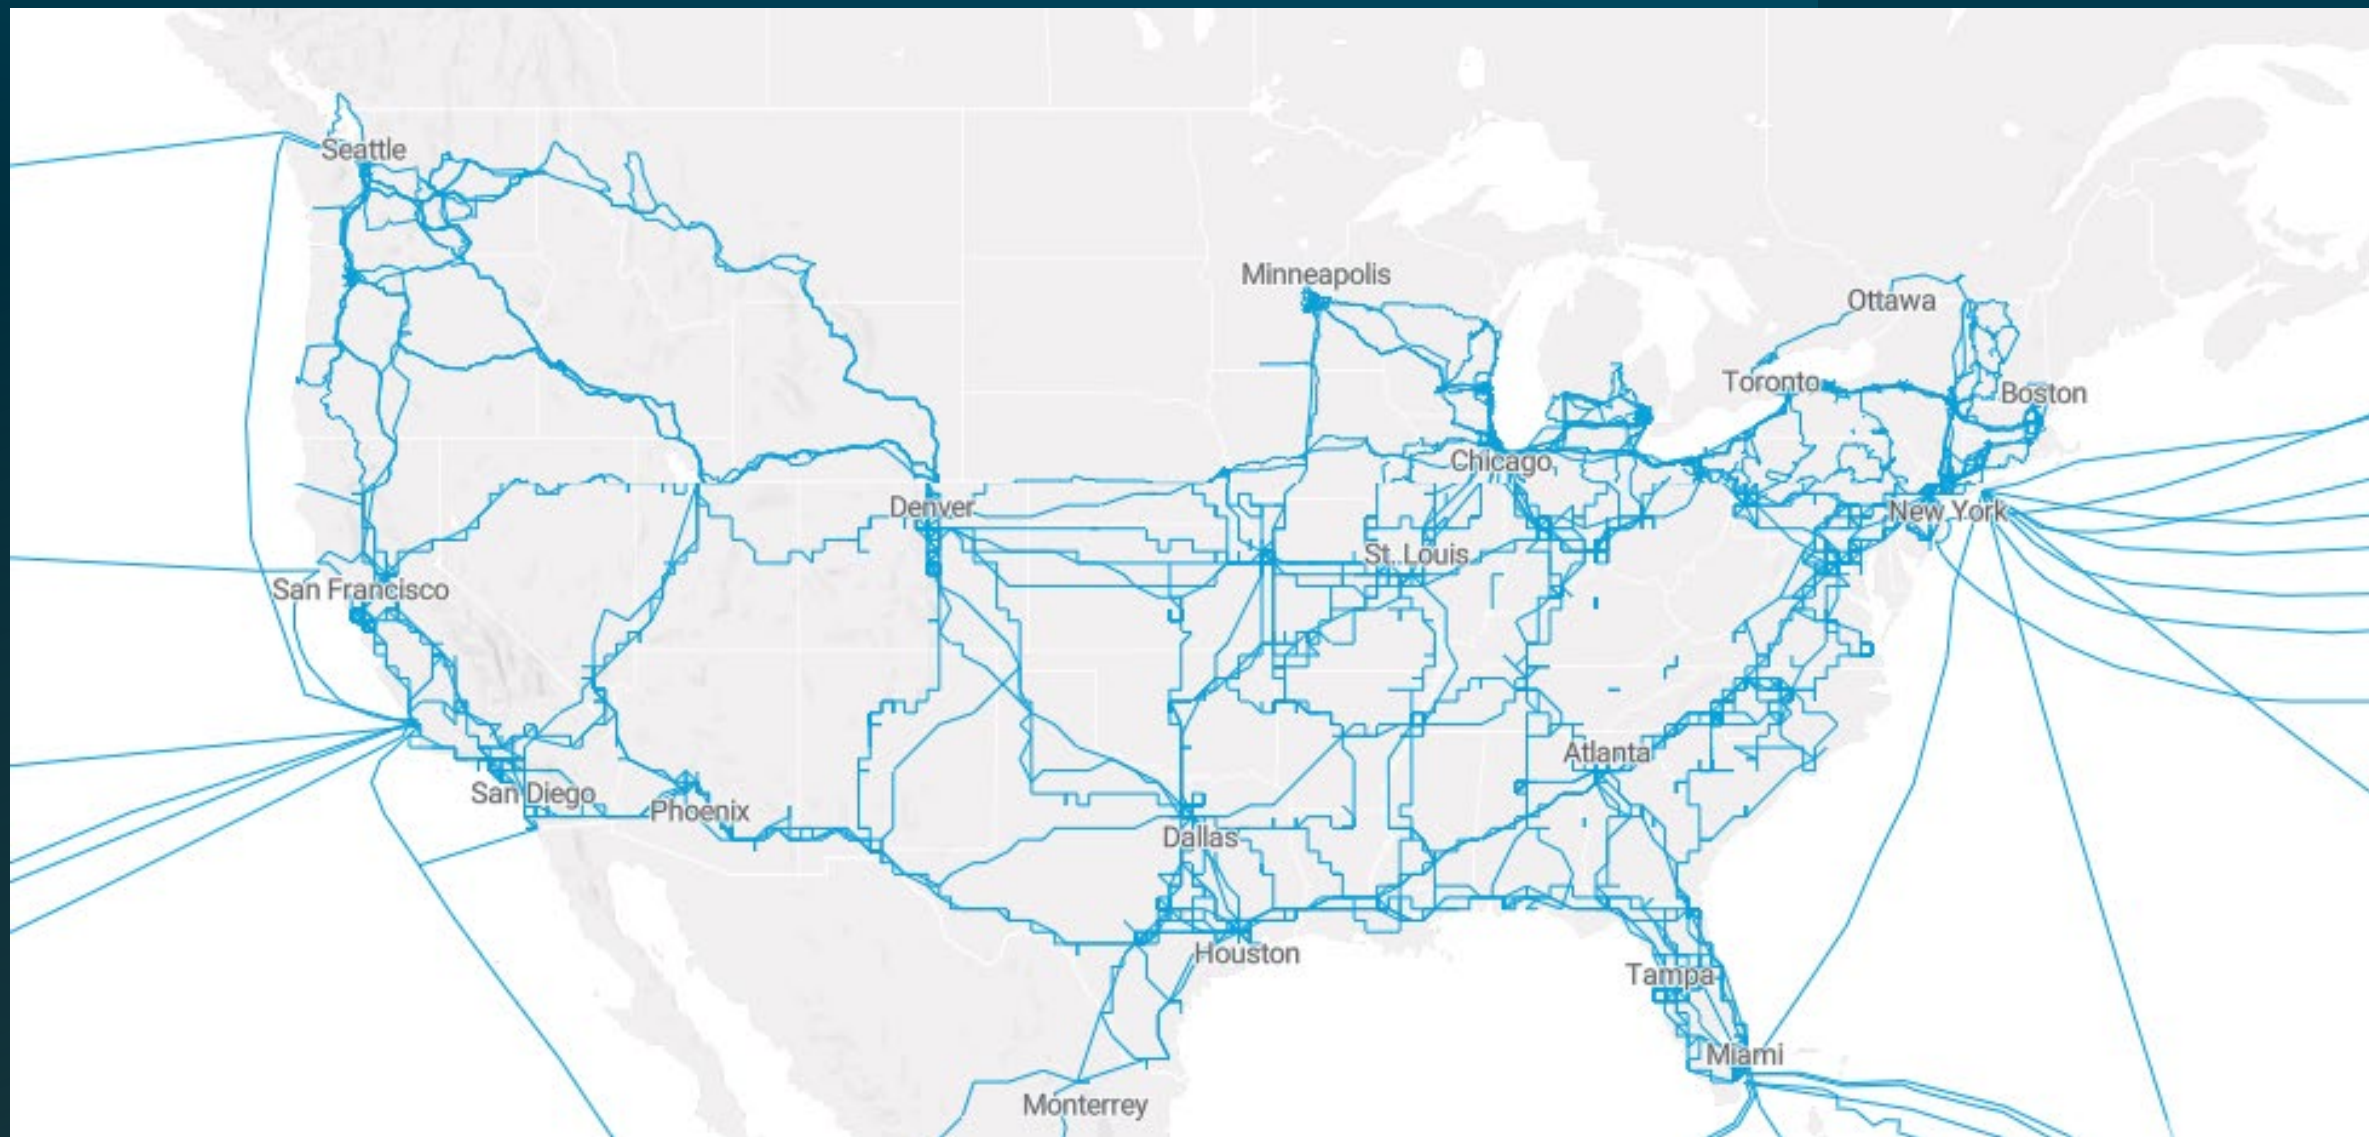 Seattle
Minneapolis
Ottawa
Toronto
Boston
Chicago
Denver
New York
St. Louis
San Francisco
Atlanta
San Diego
Phoenix
Dallas
Houston
Tampa
Miami
Monterrey